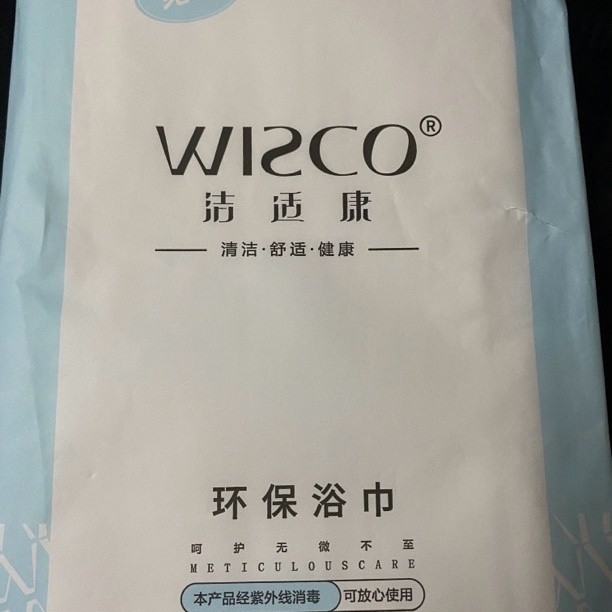 WISCO®
洁适康
清洁·舒适·健康
环保浴巾
呵护无微不至
METICULOUSCARE
本产品经紫外线消毒 可放心使用